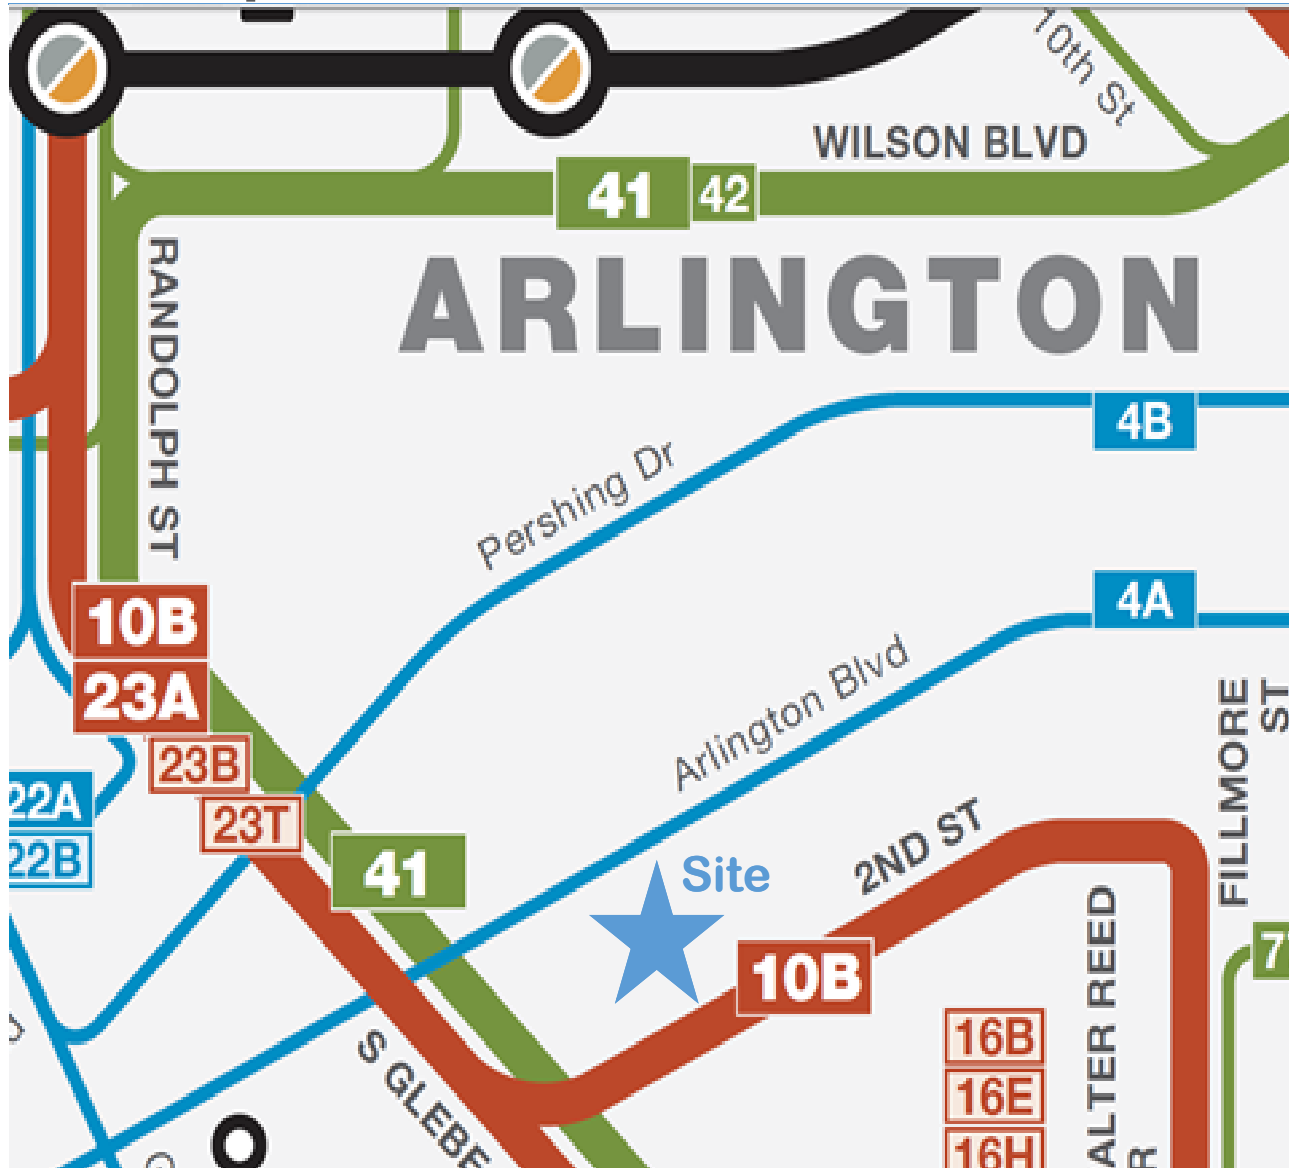 10th St
WILSON BLVD
41 42
RANDOLPH ST
ARLINGTON
Pershing Dr
4B
4A
10B
23A
23B
23T
22A
22B
41
Arlington Blvd
FILLMORE
ST
Site
2ND ST
10B
S GLEBE
16B
16E
16H
ALTER REED
7